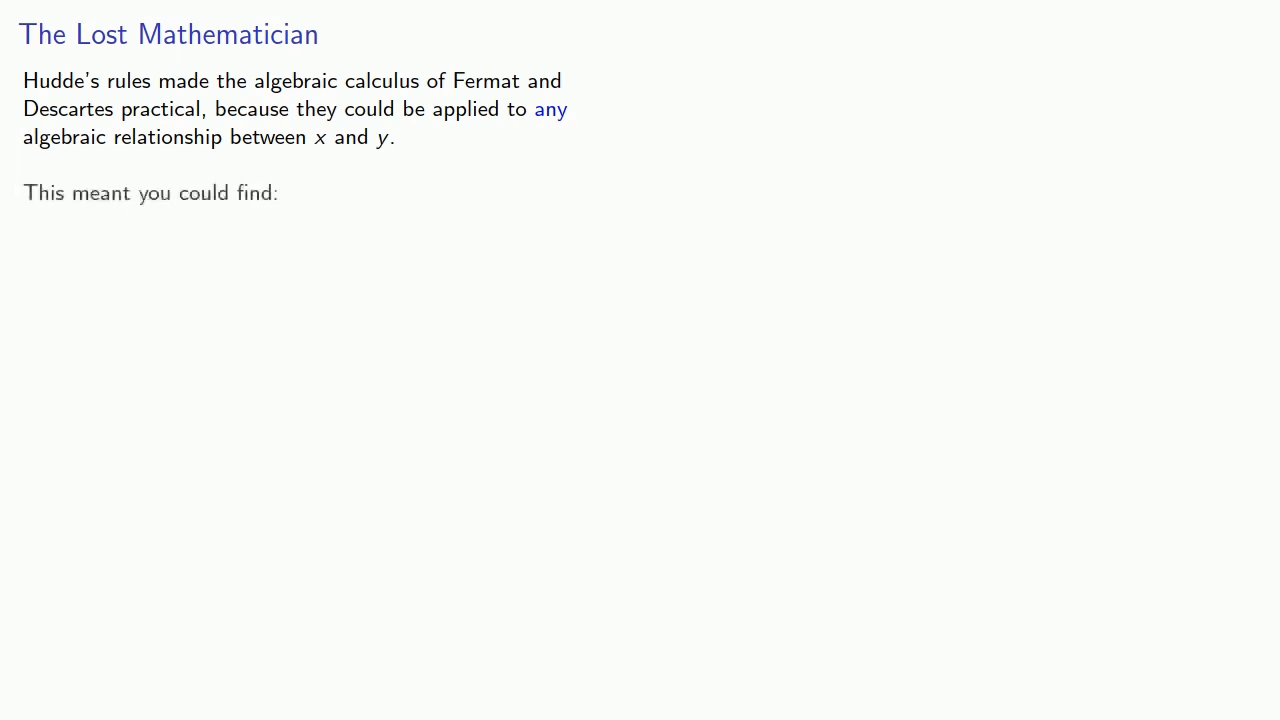 The Lost Mathematician
Hudde's rules made the algebraic calculus of Fermat and
Descartes practical, because they could be applied to any
algebraic relationship between x and y.
This meant you could find: